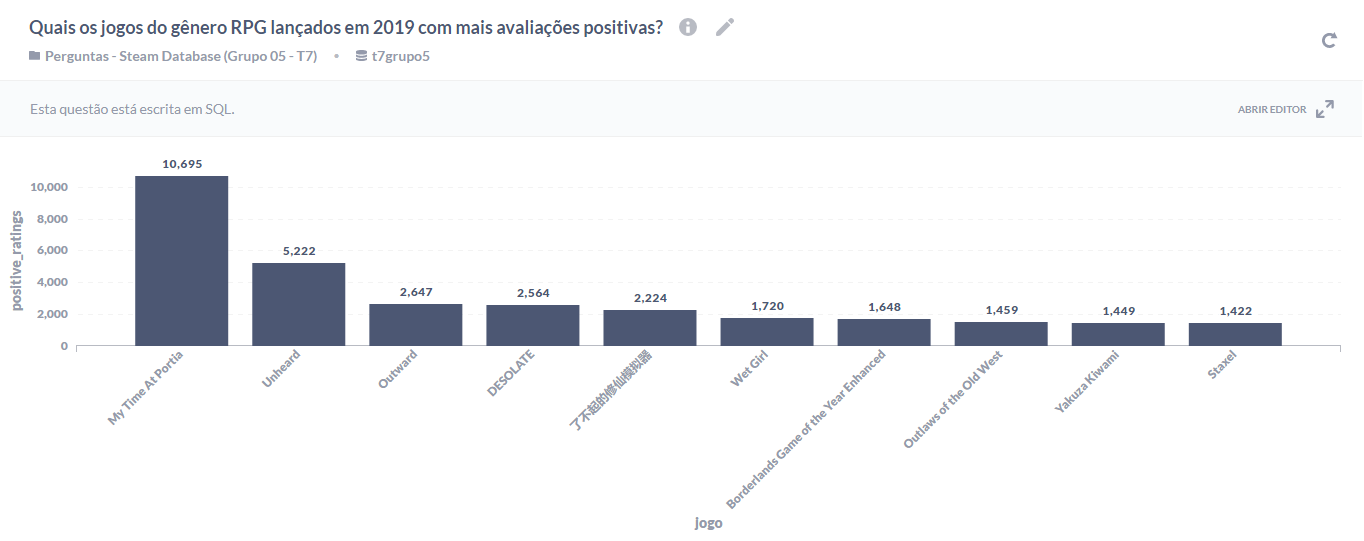 Quais os jogos do gênero RPG lançados em 2019 com mais avaliações positivas?
Perguntas - Steam Database (Grupo 05 - T7) • t7grupo5
Esta questão está escrita em SQL.
ABRIR EDITOR
positive_ratings
10,000
8,000
6,000
4,000
2,000
0
10,695
5,222
2,647
2,564
2,224
1,720
1,648
1,459
1,449
1,422
My Time At Portia
Unheard
Outward
DESOLATE
了不起的修仙模拟器
Wet Girl
Borderlands Game of the Year Enhanced
Outlaws of the Old West
Yakuza Kiwami
Staxel
jogo